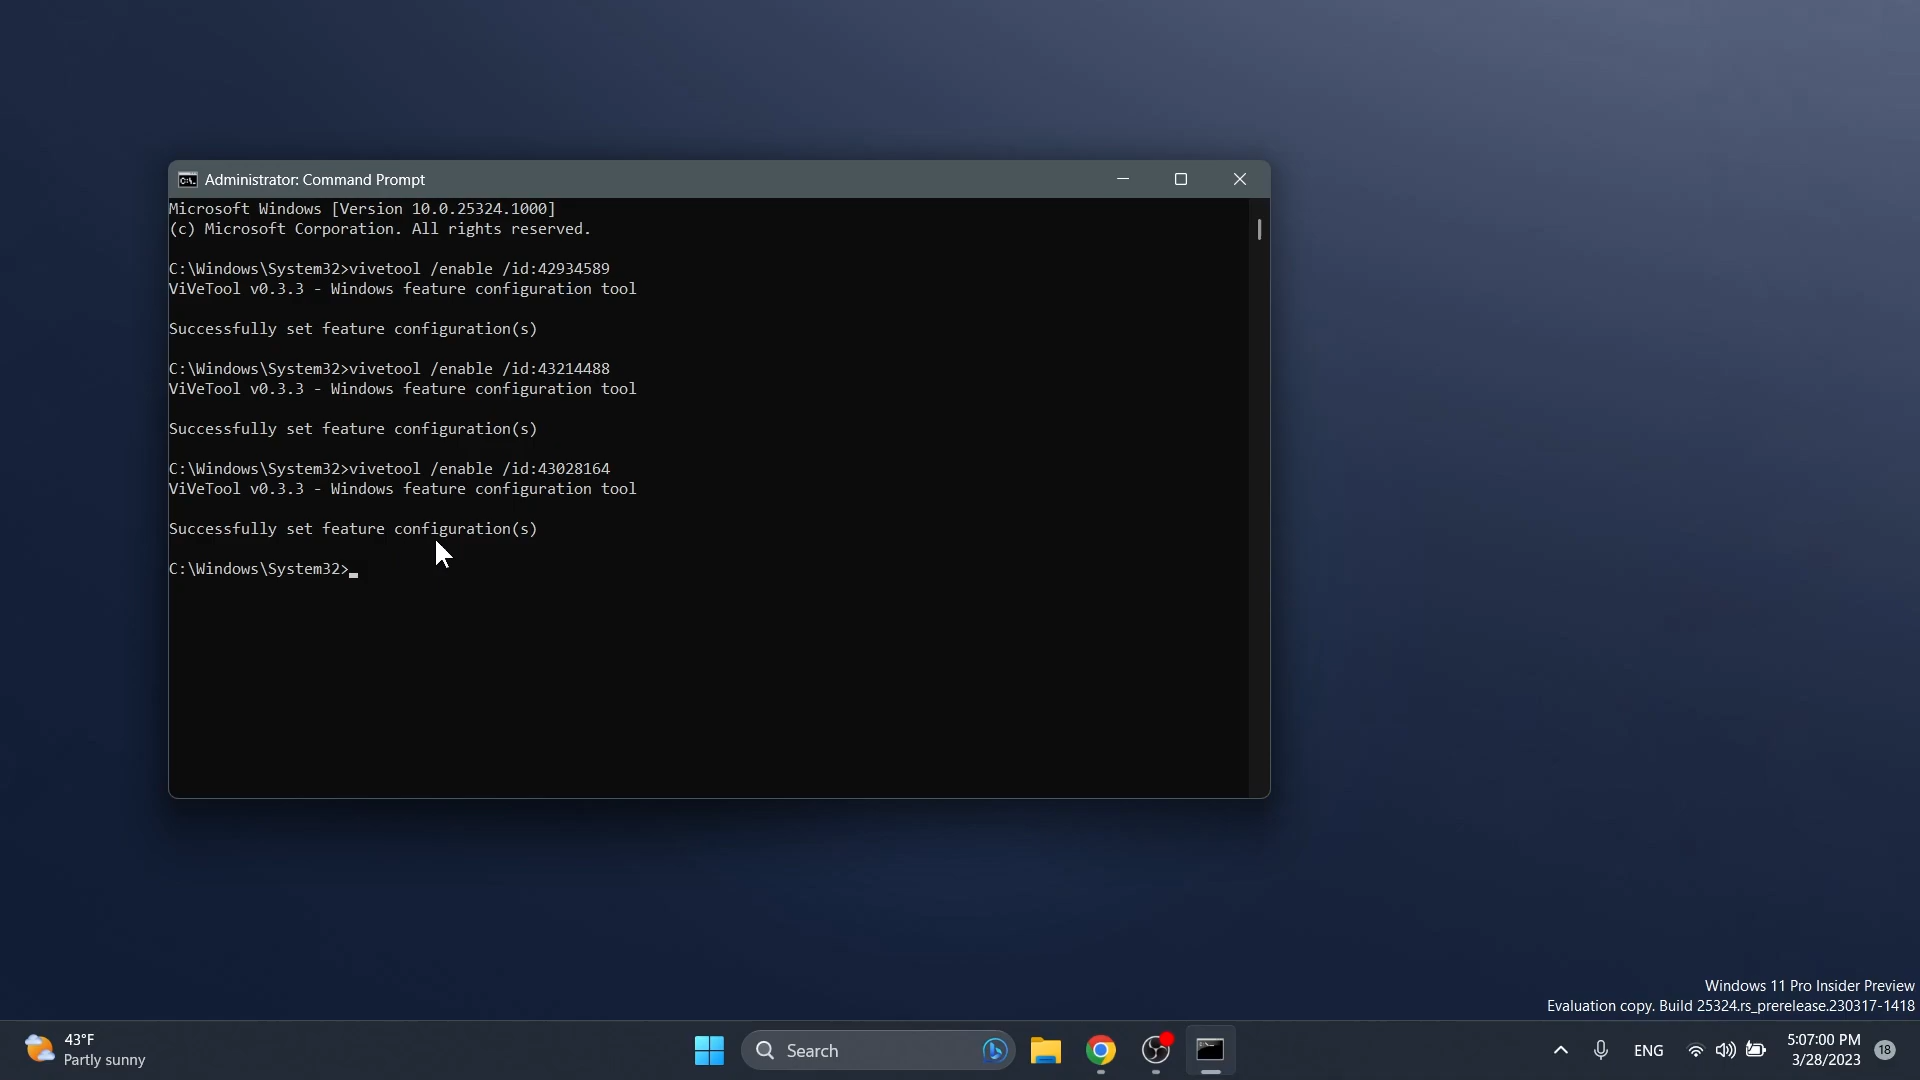 Administrator: Command Prompt
Microsoft Windows [Version 10.0.25324.1000]
(c) Microsoft Corporation. All rights reserved.
C:\Windows\System32>vivetool /enable /id:42934589
ViVeTool v0.3.3 - Windows feature configuration tool
Successfully set feature configuration(s)
C:\Windows\System32>vivetool /enable /id:43214488
ViVeTool v0.3.3 - Windows feature configuration tool
Successfully set feature configuration(s)
C:\Windows\System32>vivetool /enable /id:43028164
ViVeTool v0.3.3 - Windows feature configuration tool
Successfully set feature configuration(s)
C:\Windows\System32>
Windows 11 Pro Insider Preview
Evaluation copy. Build 25324.rs_prerelease.230317-1418
43°F
Partly sunny
Search
ENG
5:07:00 PM
3/28/2023
18